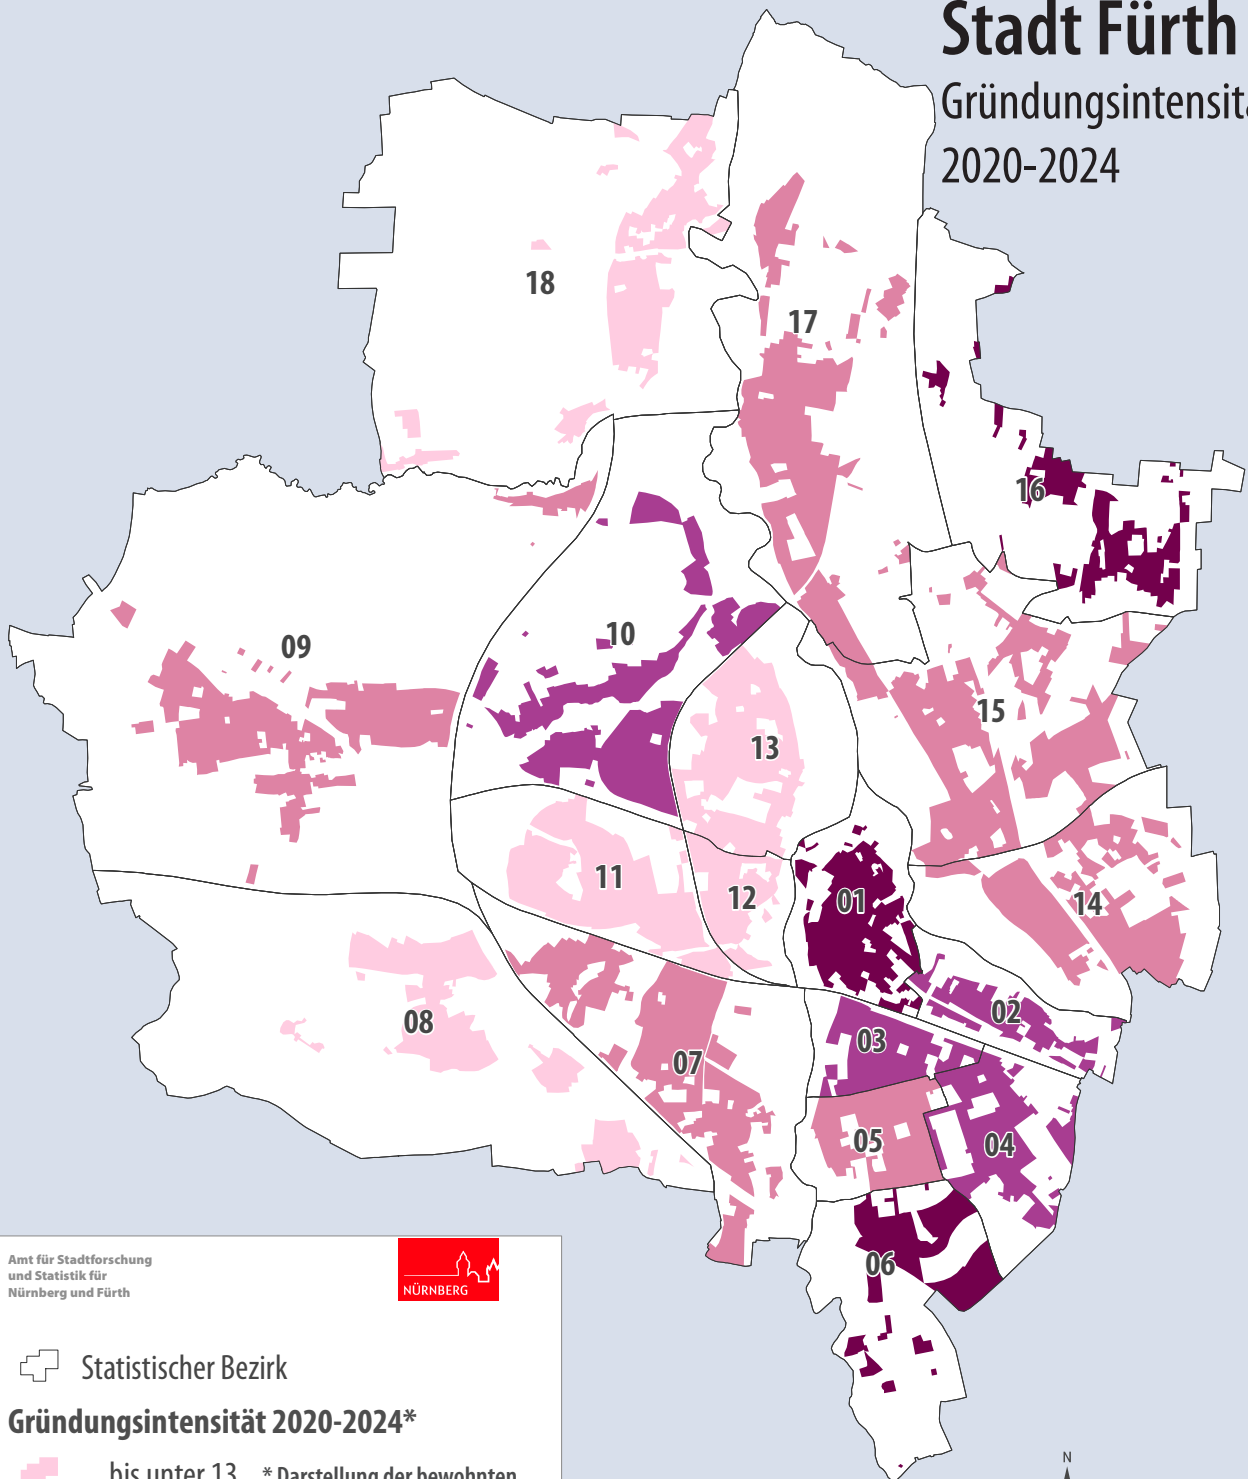 Stadt Fürth
Gründungsintensitä
2020-2024
18
17
16
10
09
15
13
11
12
01
14
02
08
03
07
05
04
06
Amt für Stadtforschung
und Statistik für
Nürnberg und Fürth
NÜRNBERG
Statistischer Bezirk
Gründungsintensität 2020-2024*
bis unter 13 * Darstellung der bewohnten
N